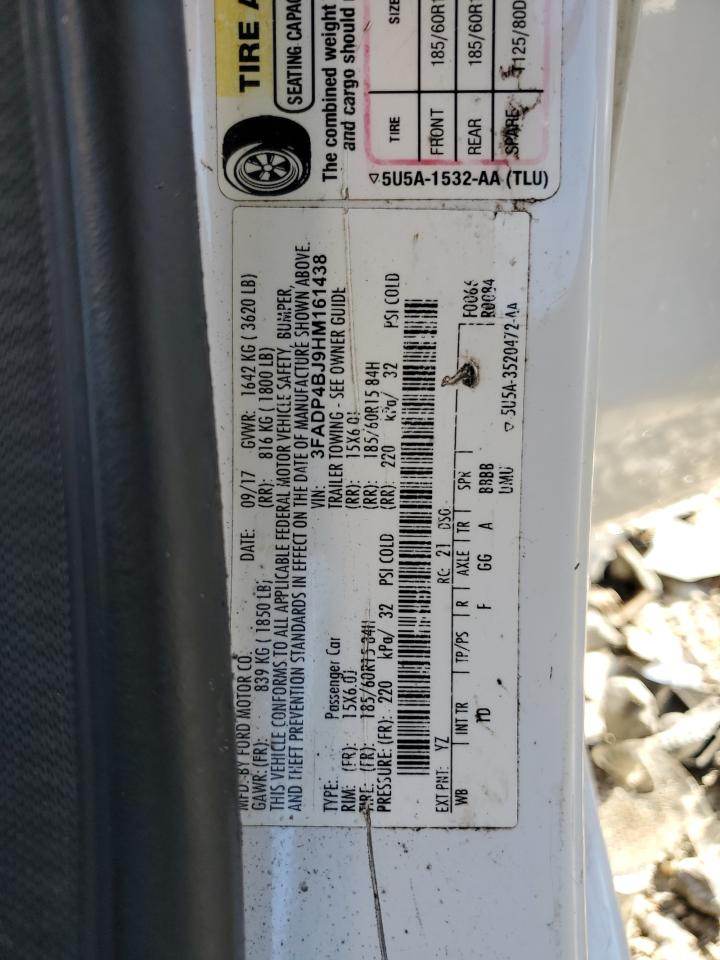 TIRE A
SEATING CAPAC
The combined weight
and cargo should
TIRE SIZE
FRONT 185/60R1
REAR 185/60R1
SPARE T125/80D
▽5U5A-1532-AA (TLU)
MFD. BY FORD MOTOR CO. DATE: 09/17 GVWR: 1642 KG ( 3620 LB)
GAWR: (FR): 839 KG ( 1850 LB); (RR): 816 KG ( 1800 LB)
THIS VEHICLE CONFORMS TO ALL APPLICABLE FEDERAL MOTOR VEHICLE SAFETY, BUMPER,
AND THEFT PREVENTION STANDARDS IN EFFECT ON THE DATE OF MANUFACTURE SHOWN ABOVE.
VIN: 3FADP4BJ9HM161438
TYPE: Passenger Car TRAILER TOWING - SEE OWNER GUIDE
RIM: (FR): 15X6.0J (RR): 15X6.0J
TIRE: (FR): 185/60R15 84H (RR): 185/60R15 84H
PRESSURE: (FR): 220 kPa/ 32 PSI COLD (RR): 220 kPa/ 32 PSI COLD
EXT PNT: YZ RC: 21 DSO:
WB INT TR TP/PS R AXLE TR SPR F0066
YD F GG A BBBB R0084
UMU ▽ 5U5A-3520472-AA